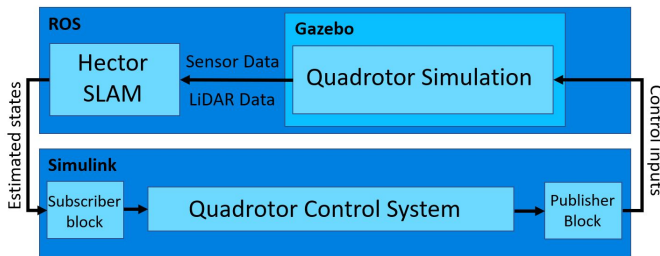 ROS
Gazebo
Hector
SLAM
Sensor Data
LiDAR Data
Quadrotor Simulation
Estimated states
Control Inputs
Simulink
Subscriber
block
Quadrotor Control System
Publisher
Block